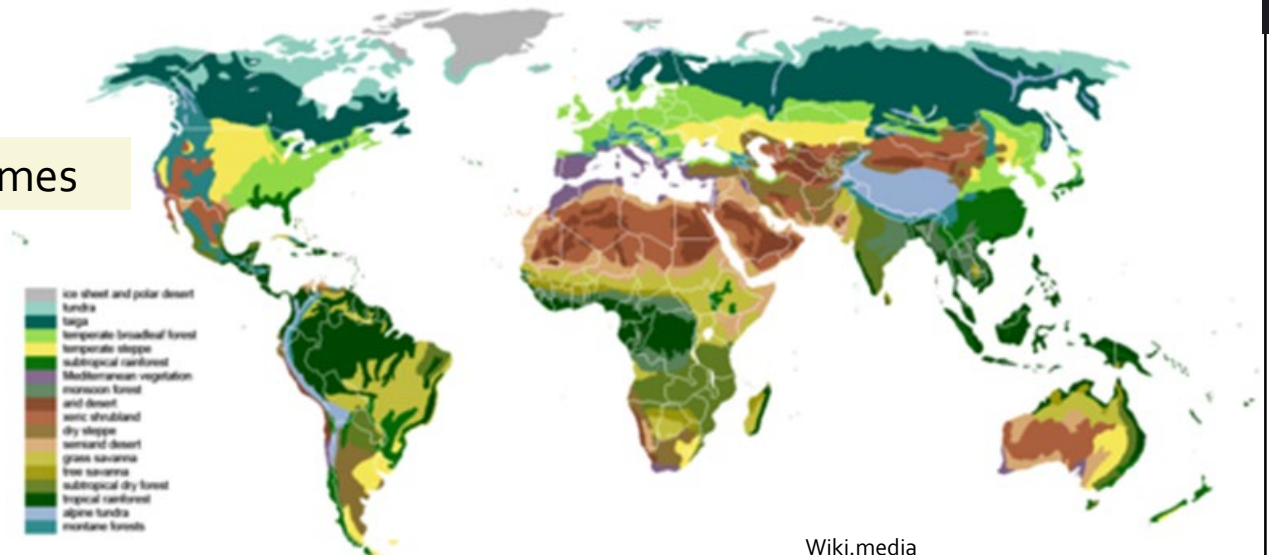 mes
ice sheet and polar desert
tundra
taiga
temperate broadleaf forest
temperate steppe
subtropical rainforest
Mediterranean vegetation
monsoon forest
arid desert
xeric shrubland
dry steppe
semiarid desert
grass savanna
tree savanna
subtropical dry forest
tropical rainforest
alpine tundra
montane forests
Wiki.media